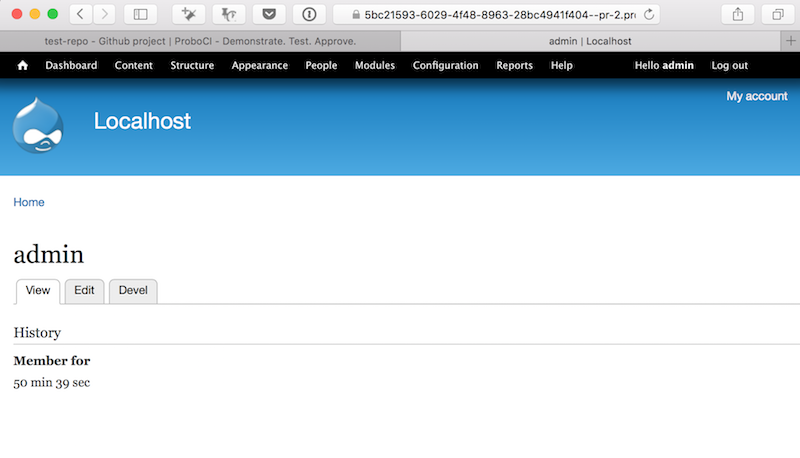 5bc21593-6029-4f48-8963-28bc4941f404--pr-2.pr
test-repo - Github project | ProboCI - Demonstrate. Test. Approve.
admin | Localhost
Dashboard Content Structure Appearance People Modules Configuration Reports Help Hello admin Log out
My account
Localhost
Home
admin
View Edit Devel
History
Member for
50 min 39 sec